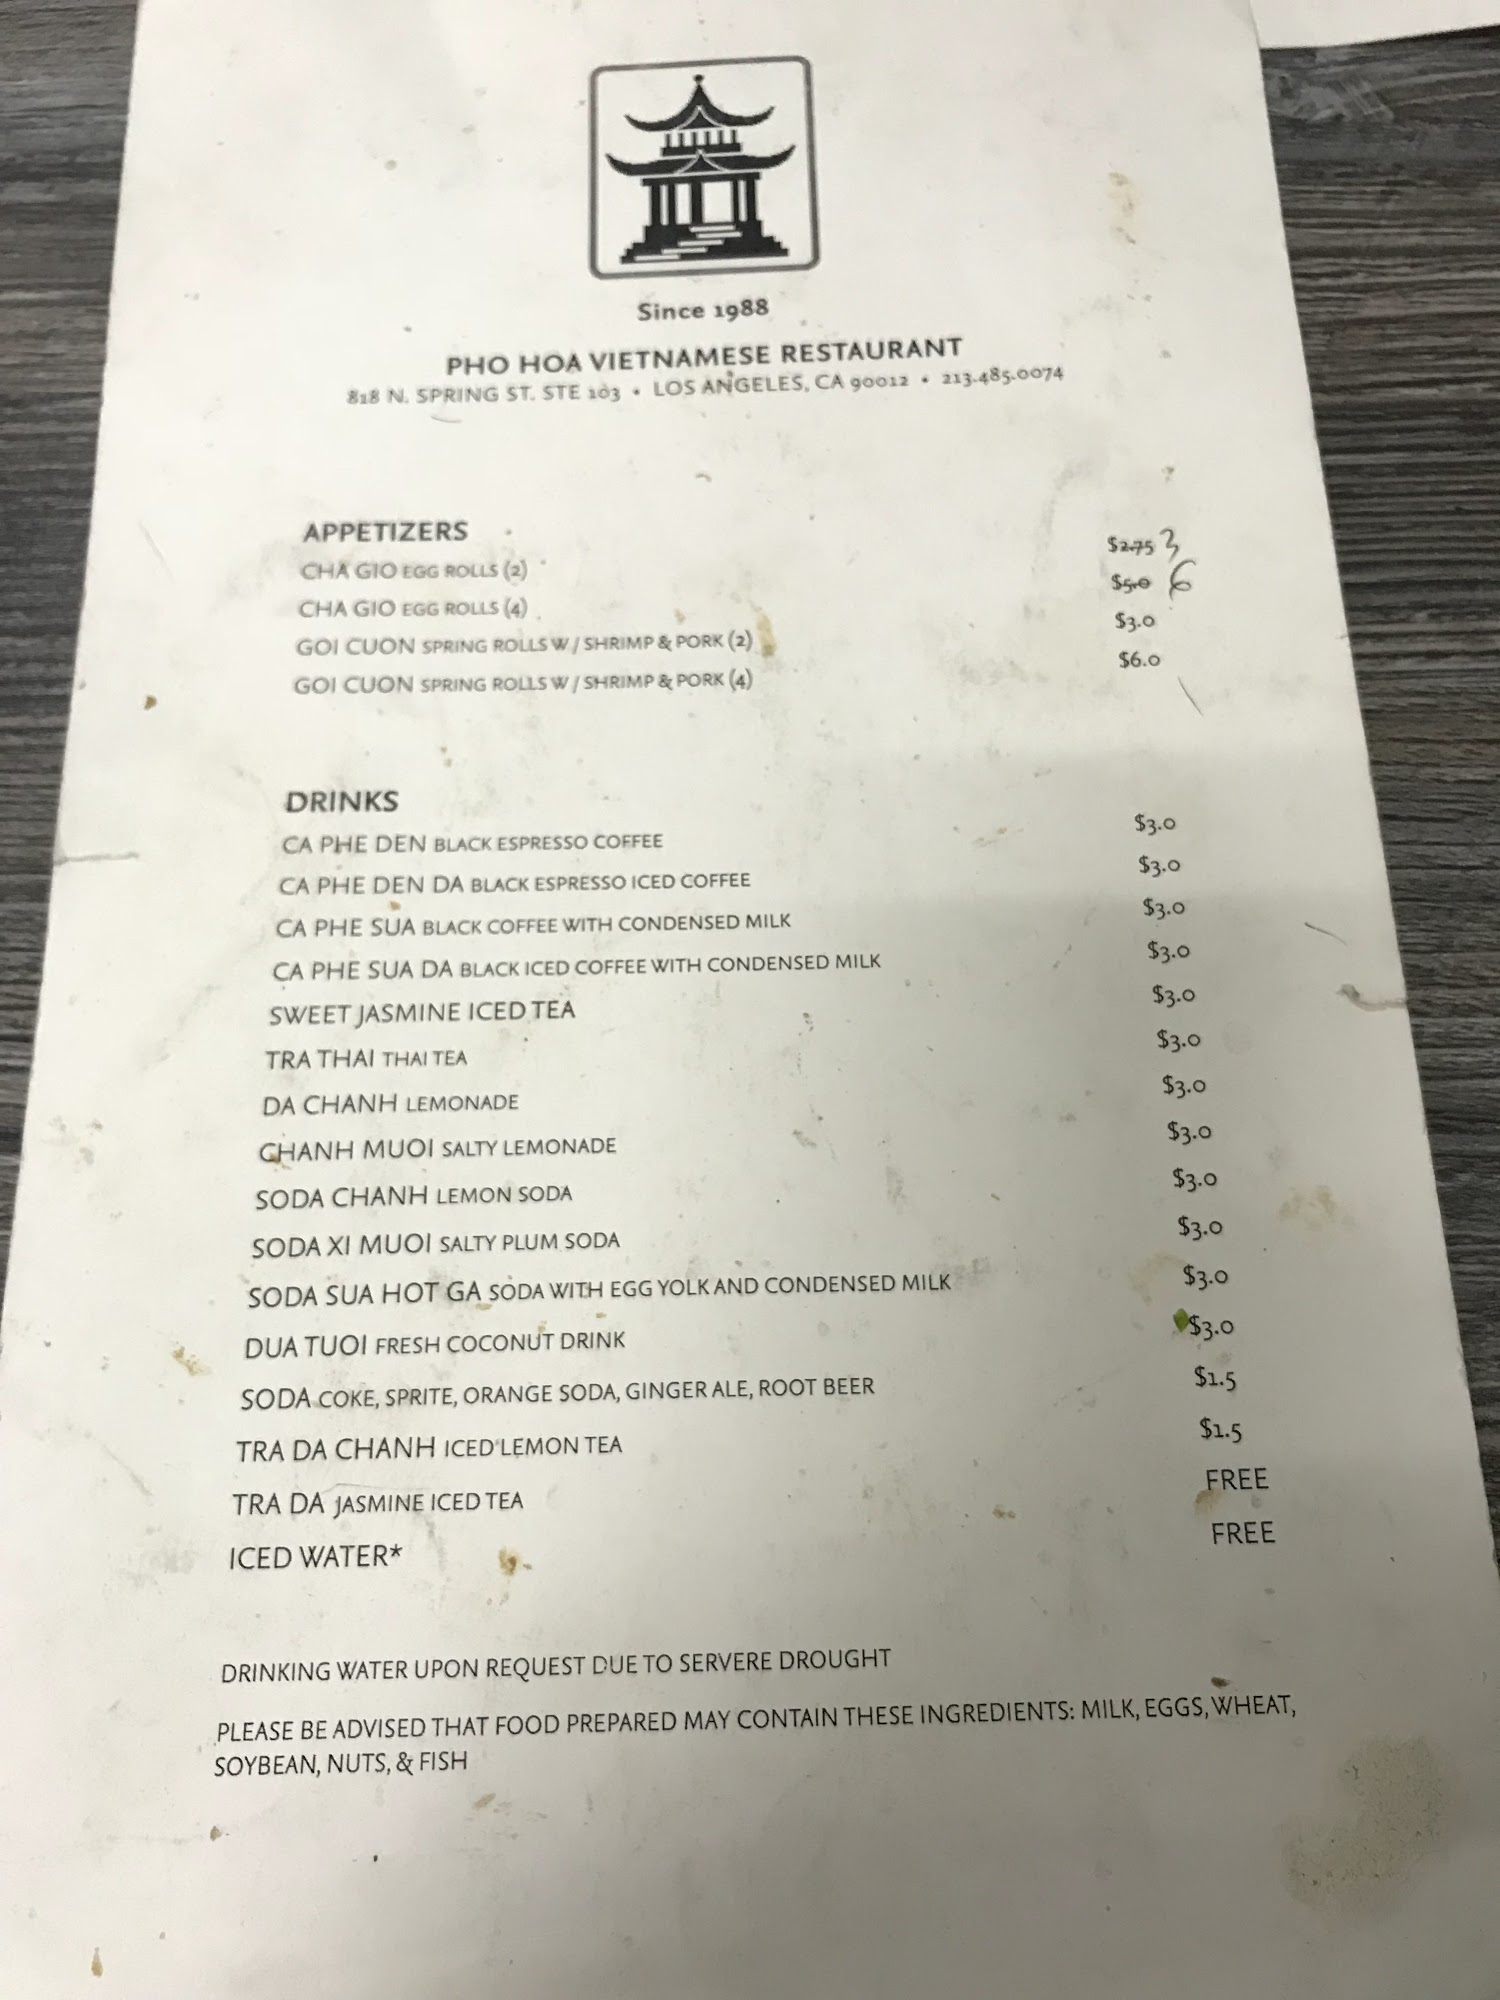 Since 1988
PHO HOA VIETNAMESE RESTAURANT
818 N. SPRING ST. STE 103 • LOS ANGELES, CA 90012 • 213.485.0074
APPETIZERS
CHA GIO EGG ROLLS (2) $2.75 3
CHA GIO EGG ROLLS (4) $5.0 6
GOI CUON SPRING ROLLS W / SHRIMP & PORK (2) $3.0
GOI CUON SPRING ROLLS W / SHRIMP & PORK (4) $6.0
DRINKS
CA PHE DEN BLACK ESPRESSO COFFEE $3.0
CA PHE DEN DA BLACK ESPRESSO ICED COFFEE $3.0
CA PHE SUA BLACK COFFEE WITH CONDENSED MILK $3.0
CA PHE SUA DA BLACK ICED COFFEE WITH CONDENSED MILK $3.0
SWEET JASMINE ICED TEA $3.0
TRA THAI THAI TEA $3.0
DA CHANH LEMONADE $3.0
CHANH MUOI SALTY LEMONADE $3.0
SODA CHANH LEMON SODA $3.0
SODA XI MUOI SALTY PLUM SODA $3.0
SODA SUA HOT GA SODA WITH EGG YOLK AND CONDENSED MILK $3.0
DUA TUOI FRESH COCONUT DRINK $3.0
SODA COKE, SPRITE, ORANGE SODA, GINGER ALE, ROOT BEER $1.5
TRA DA CHANH ICED LEMON TEA $1.5
TRA DA JASMINE ICED TEA FREE
ICED WATER* FREE
DRINKING WATER UPON REQUEST DUE TO SERVERE DROUGHT
PLEASE BE ADVISED THAT FOOD PREPARED MAY CONTAIN THESE INGREDIENTS: MILK, EGGS, WHEAT,
SOYBEAN, NUTS, & FISH